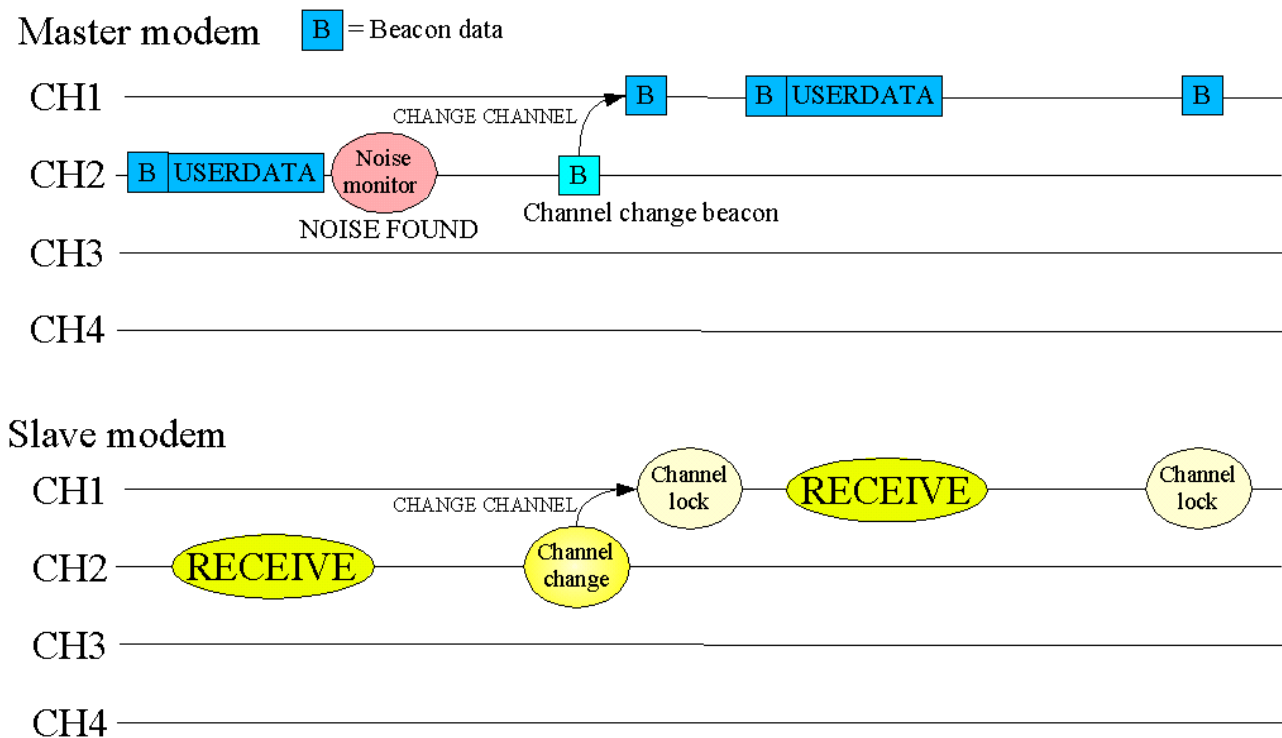 Master modem
B = Beacon data
CH1
B
B USERDATA
B
CHANGE CHANNEL
CH2
B USERDATA
Noise
monitor
B
NOISE FOUND
Channel change beacon
CH3
CH4
Slave modem
CH1
CHANGE CHANNEL
Channel
lock
RECEIVE
Channel
lock
CH2
RECEIVE
Channel
change
CH3
CH4